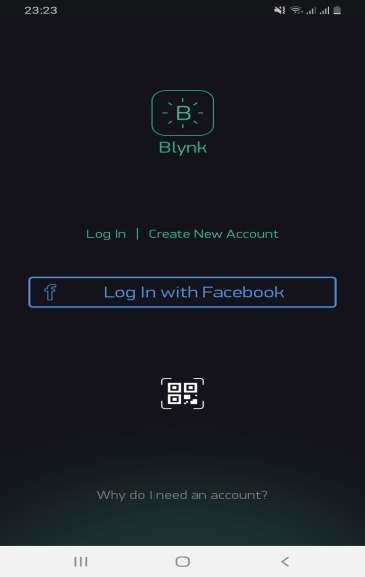 23:23
B
Blynk
Log In | Create New Account
f Log In with Facebook
Why do I need an account?